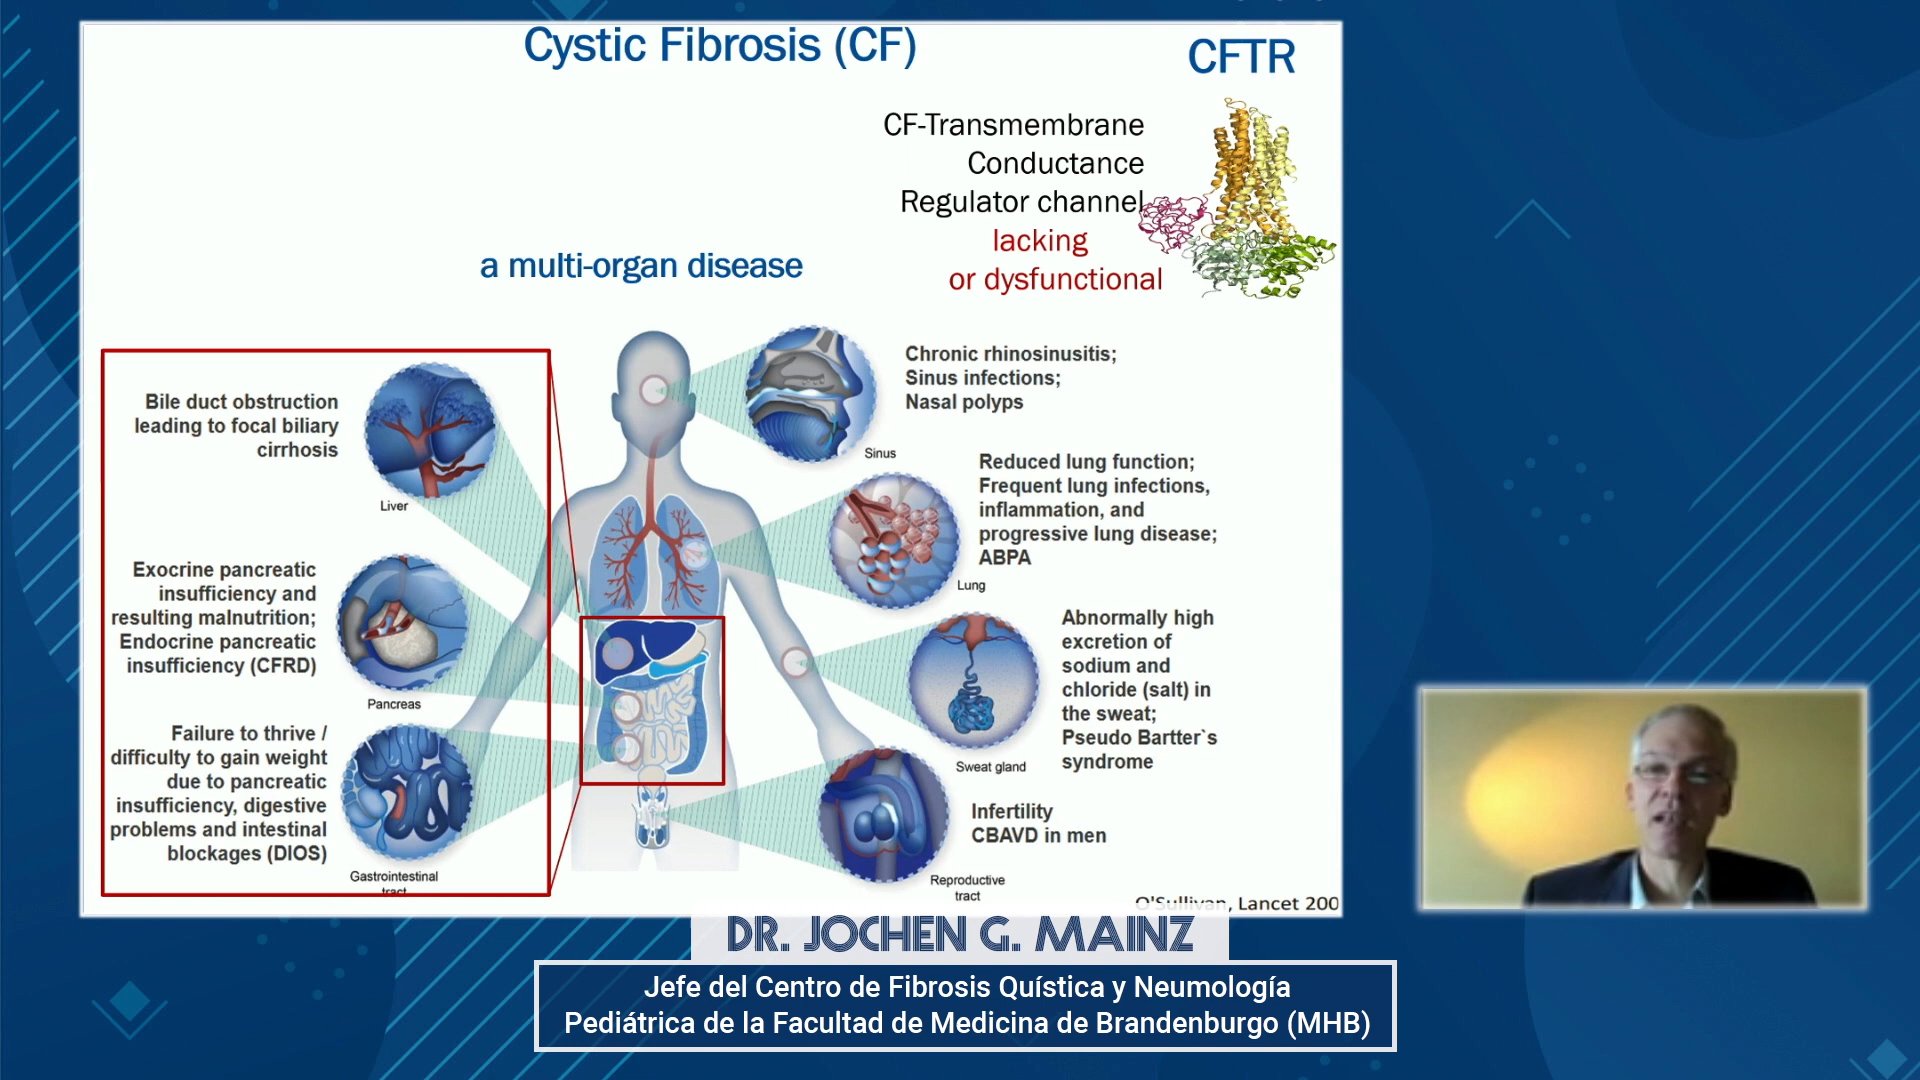 Cystic Fibrosis (CF)
CFTR
CF-Transmembrane
Conductance
Regulator channel
lacking
or dysfunctional
a multi-organ disease
Bile duct obstruction
leading to focal biliary
cirrhosis
Liver
Exocrine pancreatic
insufficiency and
resulting malnutrition;
Endocrine pancreatic
insufficiency (CFRD)
Pancreas
Failure to thrive /
difficulty to gain weight
due to pancreatic
insufficiency, digestive
problems and intestinal
blockages (DIOS)
Gastrointestinal
tract
Chronic rhinosinusitis;
Sinus infections;
Nasal polyps
Sinus
Reduced lung function;
Frequent lung infections,
inflammation, and
progressive lung disease;
ABPA
Lung
Abnormally high
excretion of
sodium and
chloride (salt) in
the sweat;
Pseudo Bartter`s
syndrome
Sweat gland
Infertility
CBAVD in men
Reproductive
tract
O'Sullivan, Lancet 200
DR. JOCHEN G. MAINZ
Jefe del Centro de Fibrosis Quística y Neumología
Pediátrica de la Facultad de Medicina de Brandenburgo (MHB)